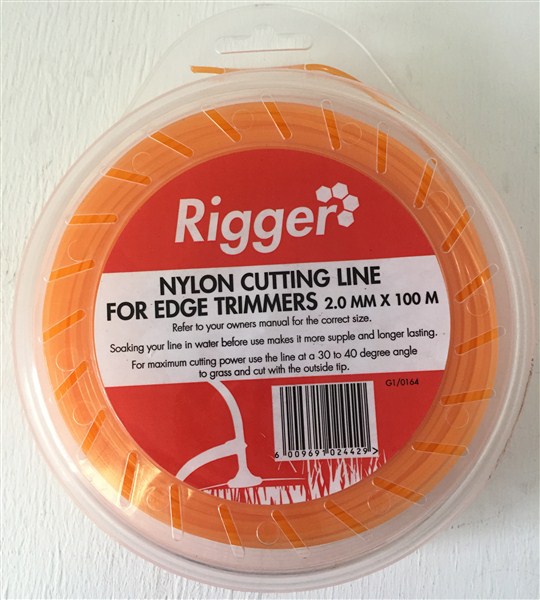 Rigger
NYLON CUTTING LINE
FOR EDGE TRIMMERS 2.0 MM X 100 M
Refer to your owners manual for the correct size.
Soaking your line in water before use makes it more supple and longer lasting.
For maximum cutting power use the line at a 30 to 40 degree angle
to grass and cut with the outside tip.
G1/0164
6 009691 024429 >